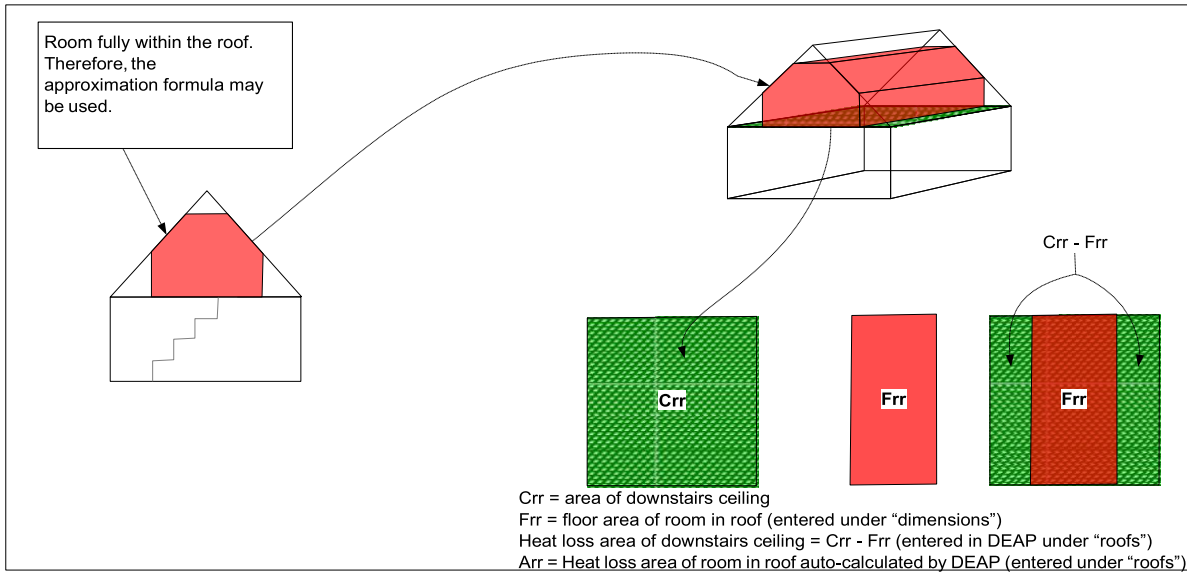 Room fully within the roof.
Therefore, the
approximation formula may
be used.
Crr - Frr
Crr
Frr
Frr
Crr = area of downstairs ceiling
Frr = floor area of room in roof (entered under “dimensions”)
Heat loss area of downstairs ceiling = Crr - Frr (entered in DEAP under “roofs”)
Arr = Heat loss area of room in roof auto-calculated by DEAP (entered under “roofs”)